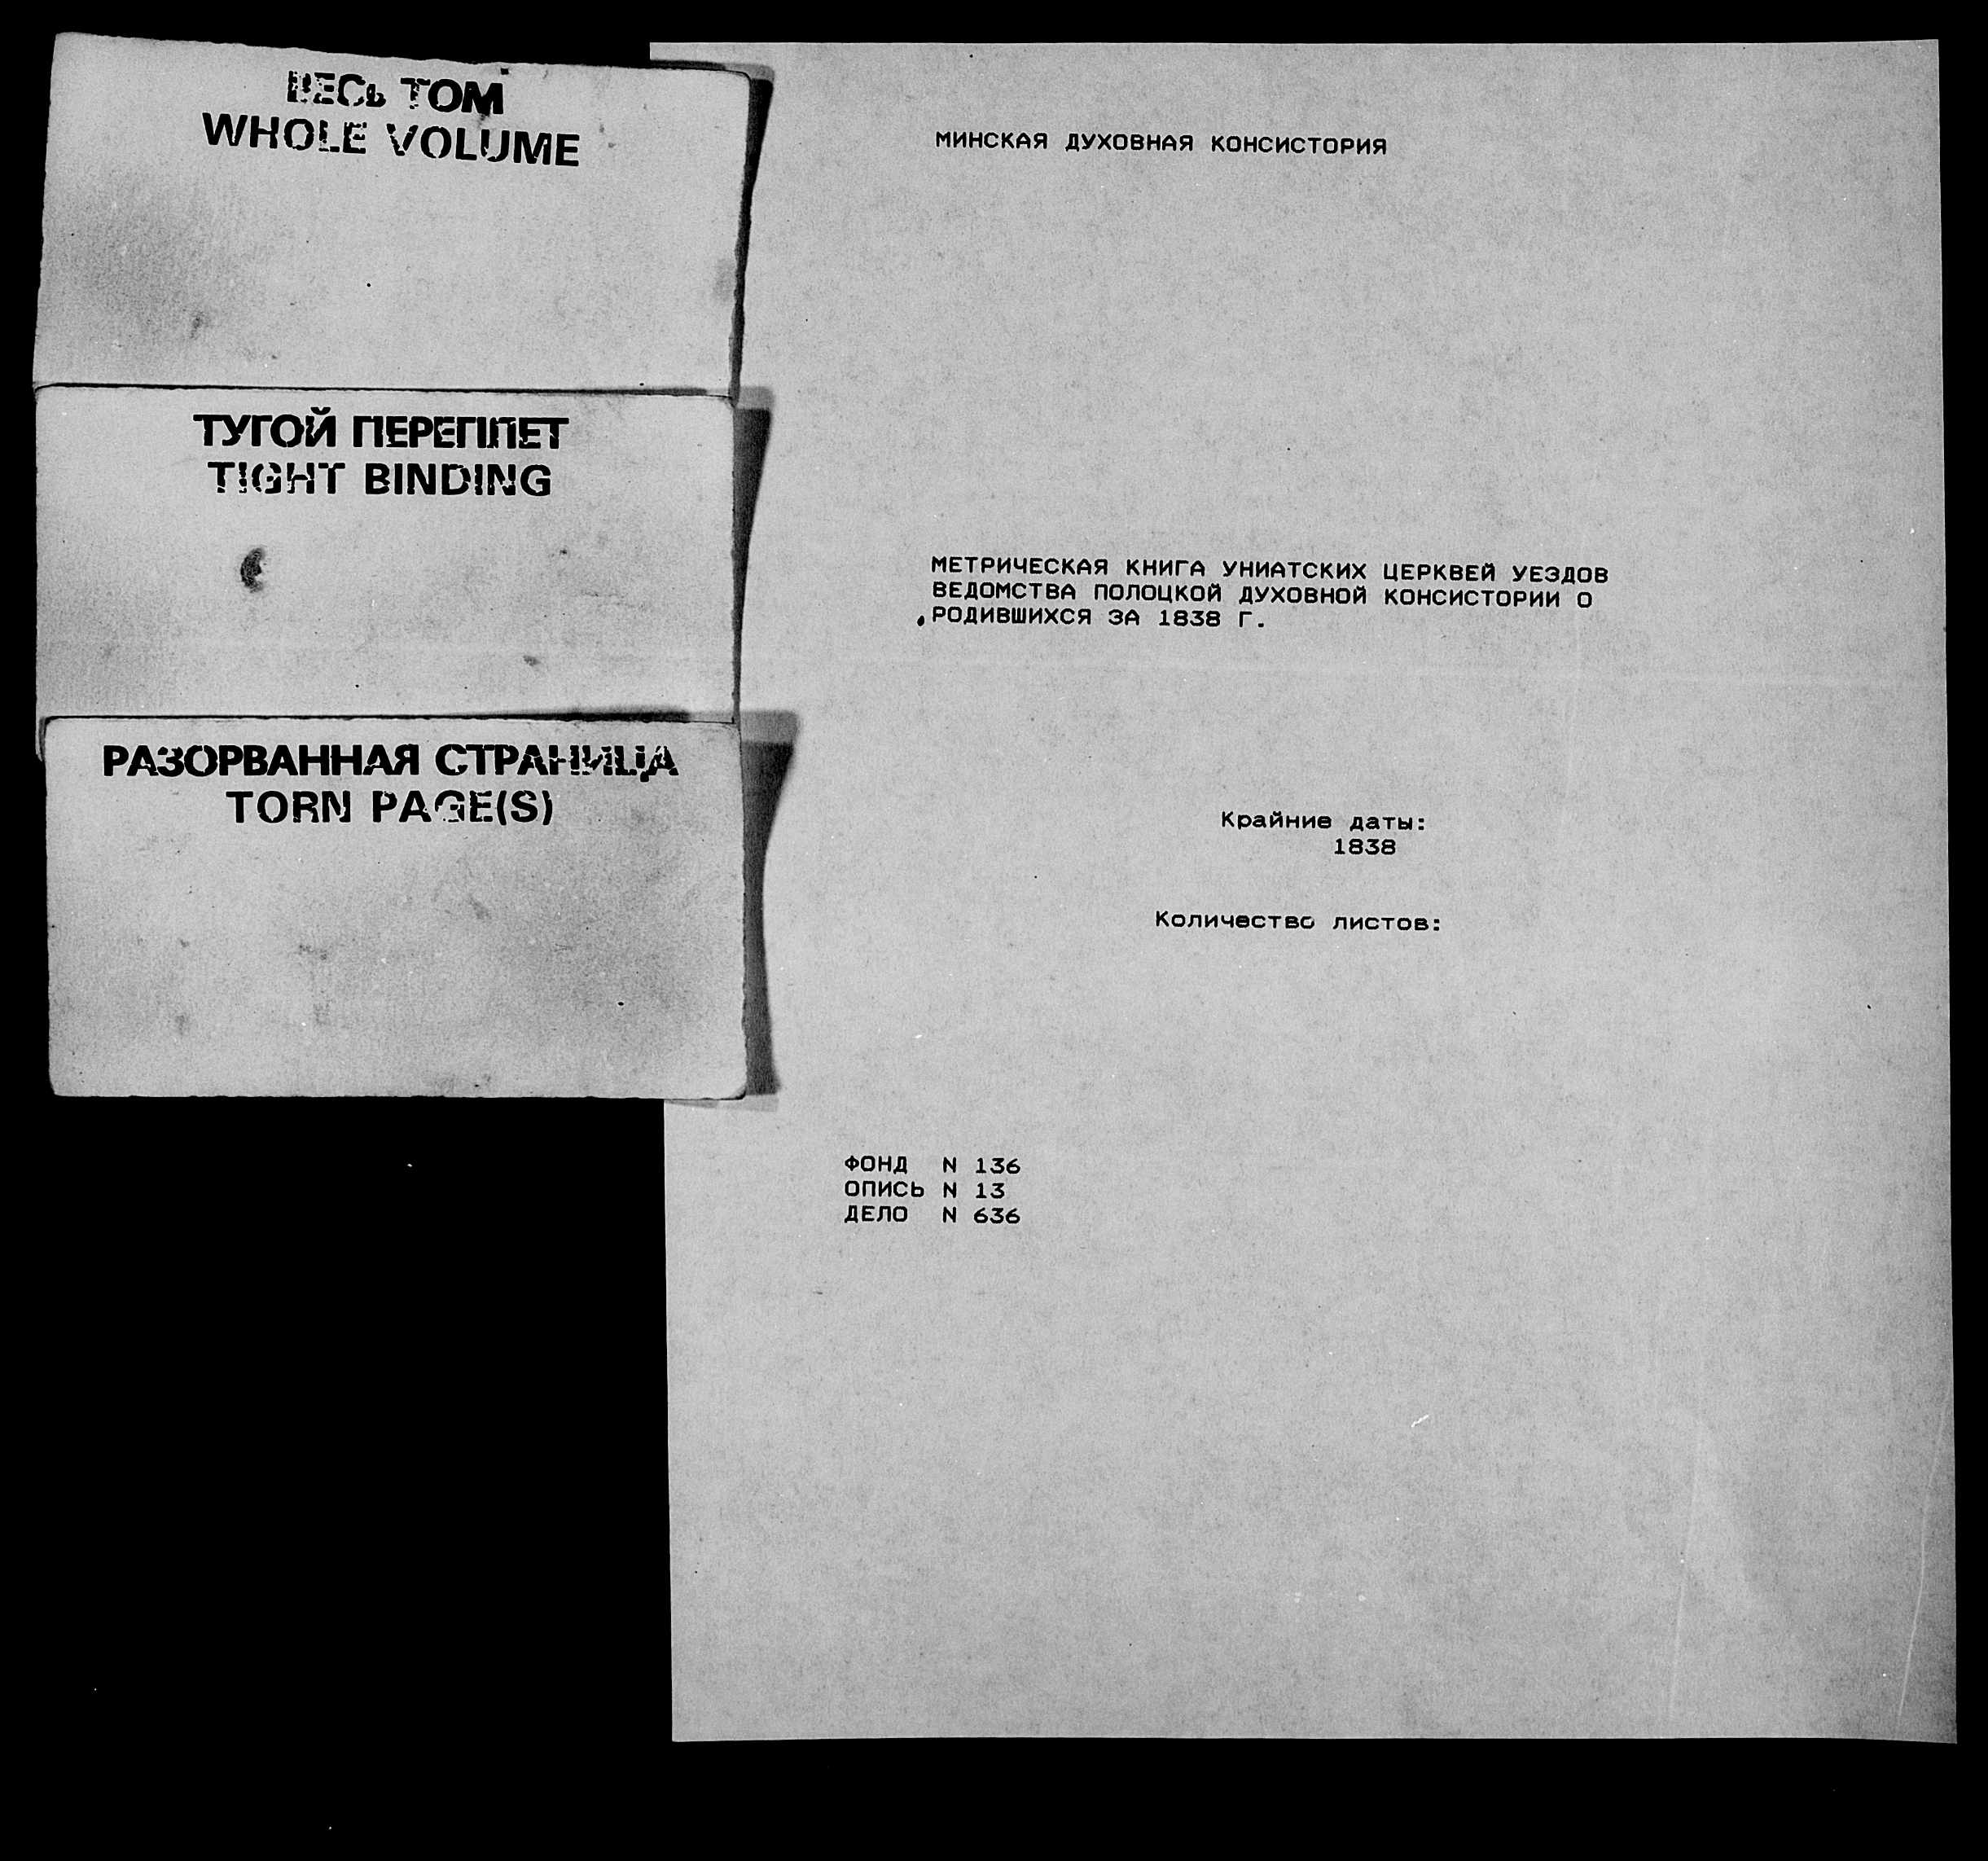 ВЕСЬ ТОМ
WHOLE VOLUME
ТУГОЙ ПЕРЕПЛЕТ
TIGHT BINDING
РАЗОРВАННАЯ СТРАНИЦА
TORN PAGE(S)
МИНСКАЯ ДУХОВНАЯ КОНСИСТОРИЯ
МЕТРИЧЕСКАЯ КНИГА УНИАТСКИХ ЦЕРКВЕЙ УЕЗДОВ
ВЕДОМСТВА ПОЛОЦКОЙ ДУХОВНОЙ КОНСИСТОРИИ О
РОДИВШИХСЯ ЗА 1838 Г.
Крайние даты:
1838
Количество листов:
ФОНД N 136
ОПИСЬ N 13
ДЕЛО N 636